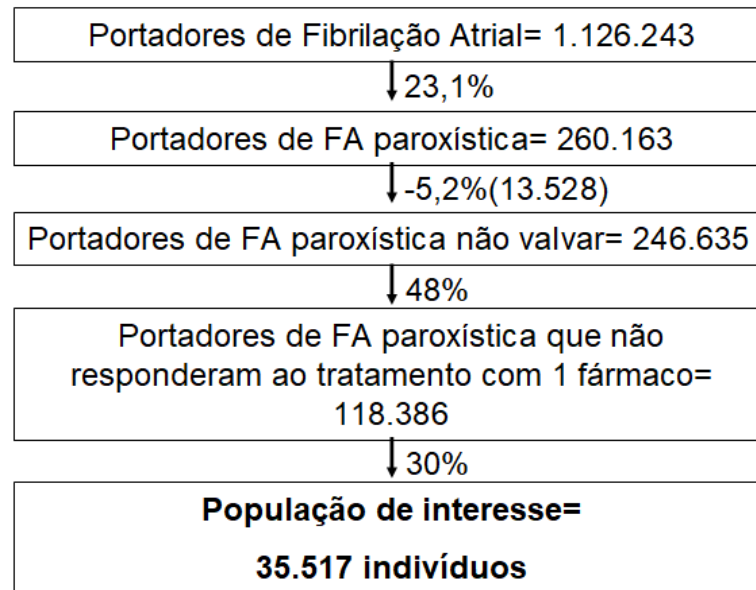 Portadores de Fibrilação Atrial= 1.126.243
23,1%
Portadores de FA paroxística= 260.163
-5,2%(13.528)
Portadores de FA paroxística não valvar= 246.635
48%
Portadores de FA paroxística que não
responderam ao tratamento com 1 fármaco=
118.386
30%
População de interesse=
35.517 indivíduos